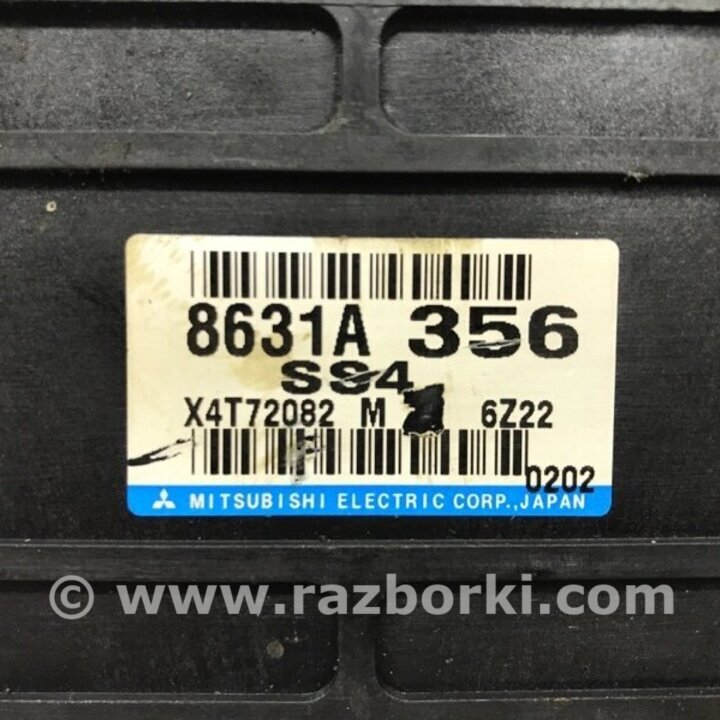 8631A 356
SS4
X4T72082 M 6Z22
0202
MITSUBISHI ELECTRIC CORP.,JAPAN
© www.razborki.com